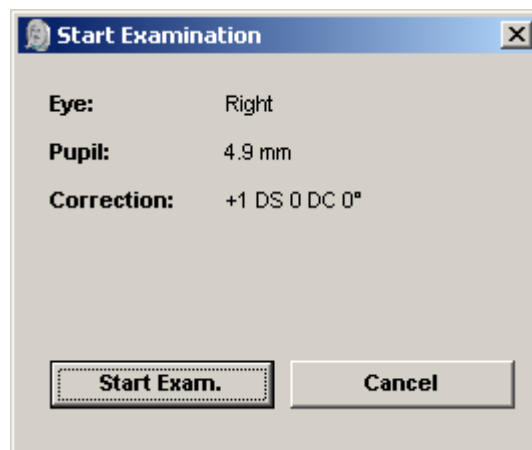 Start Examination
Eye: Right
Pupil: 4.9 mm
Correction: +1 DS 0 DC 0°
Start Exam. Cancel